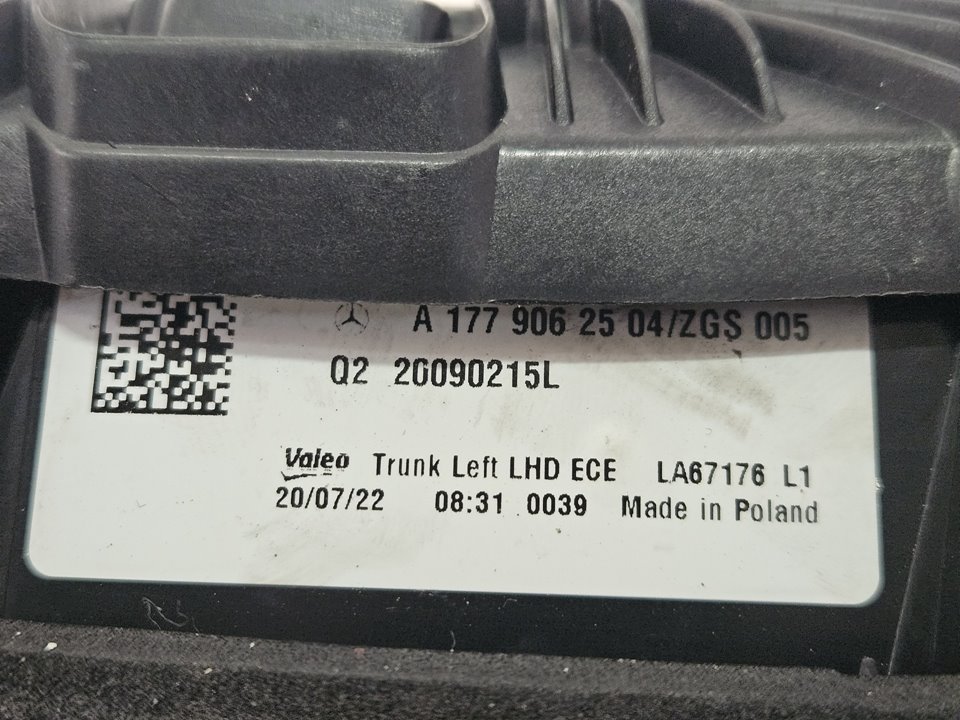 A 177 906 25 04/ZGS 005
Q2 20090215L
Valeo Trunk Left LHD ECE LA67176 L1
20/07/22 08:31 0039 Made in Poland